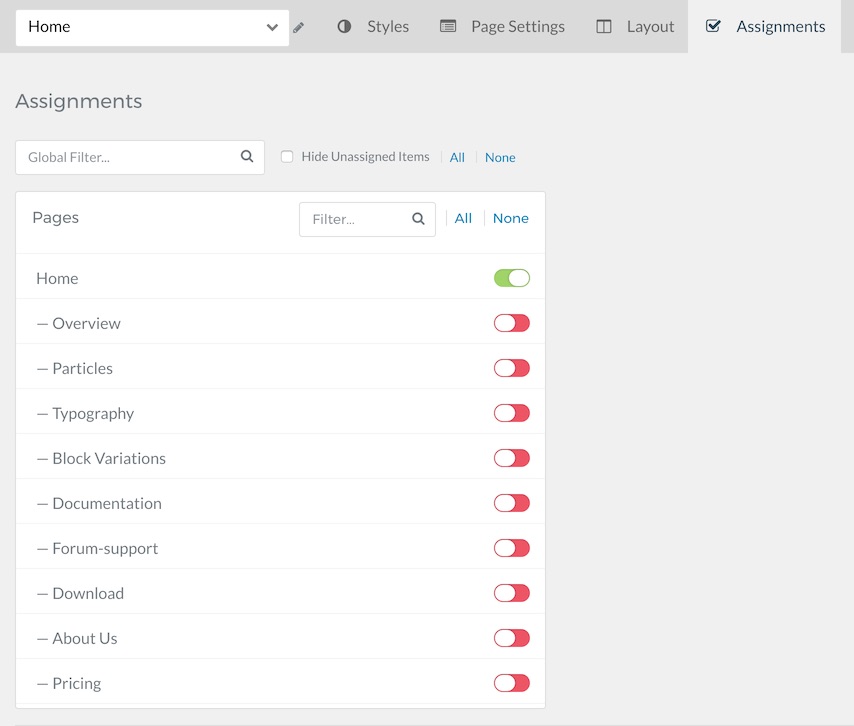 Home Styles Page Settings Layout Assignments
Assignments
Global Filter... Hide Unassigned Items All None
Pages Filter... All None
Home
— Overview
— Particles
— Typography
— Block Variations
— Documentation
— Forum-support
— Download
— About Us
— Pricing